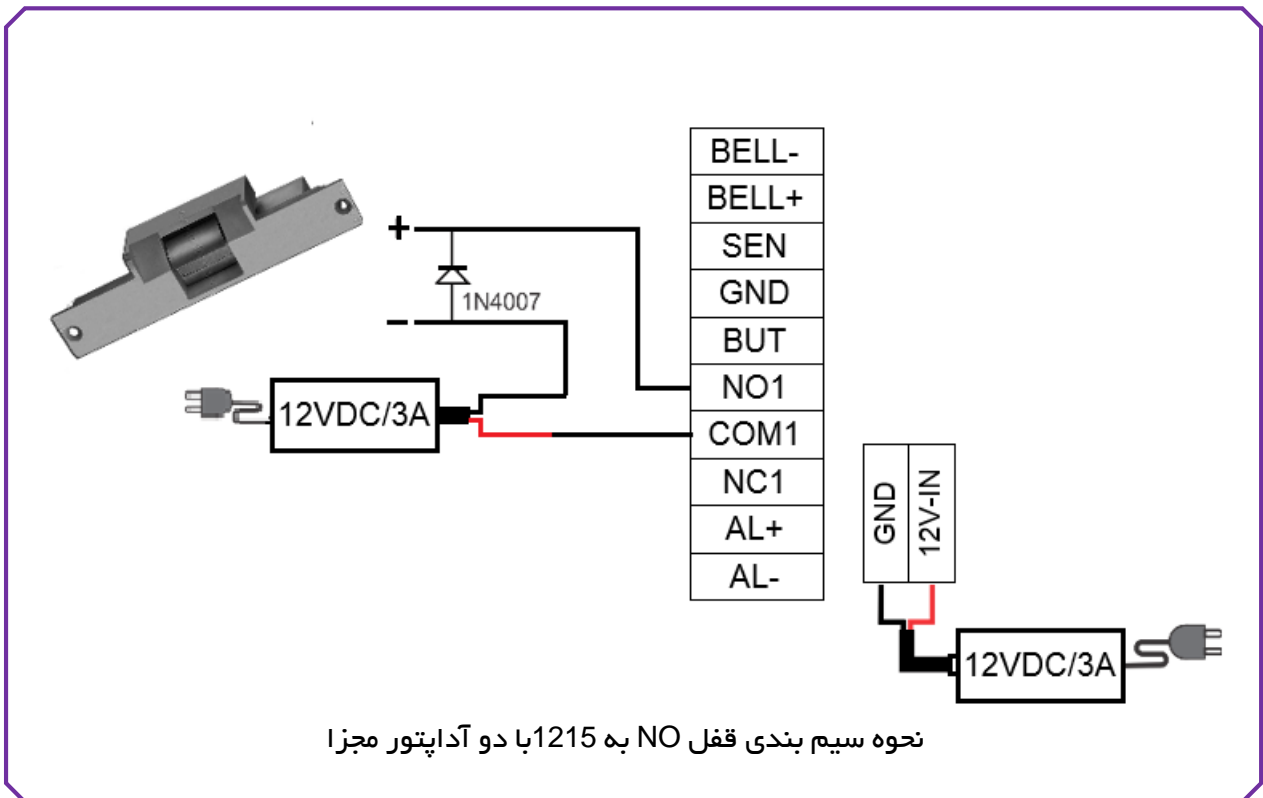 BELL-
BELL+
SEN
GND
BUT
NO1
COM1
NC1
AL+
AL-
+
1N4007
-
12VDC/3A
GND
12V-IN
12VDC/3A
نحوه سیم بندی قفل NO به 1215با دو آداپتور مجزا